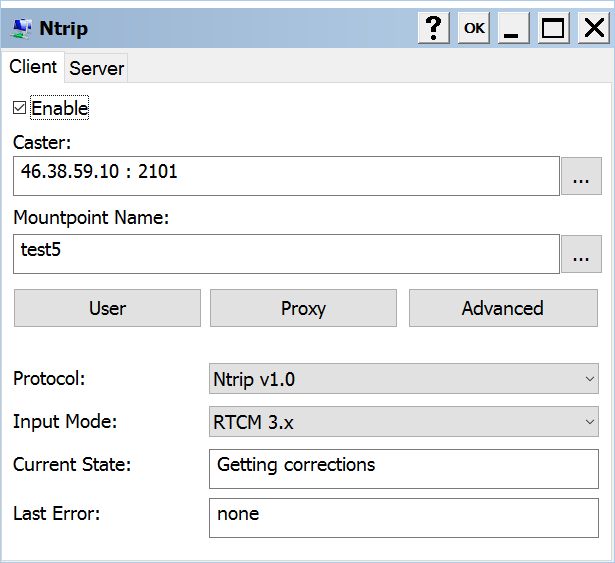 Ntrip
? OK
Client Server
Enable
Caster:
46.38.59.10 : 2101
...
Mountpoint Name:
test5
...
User Proxy Advanced
Protocol: Ntrip v1.0
Input Mode: RTCM 3.x
Current State: Getting corrections
Last Error: none